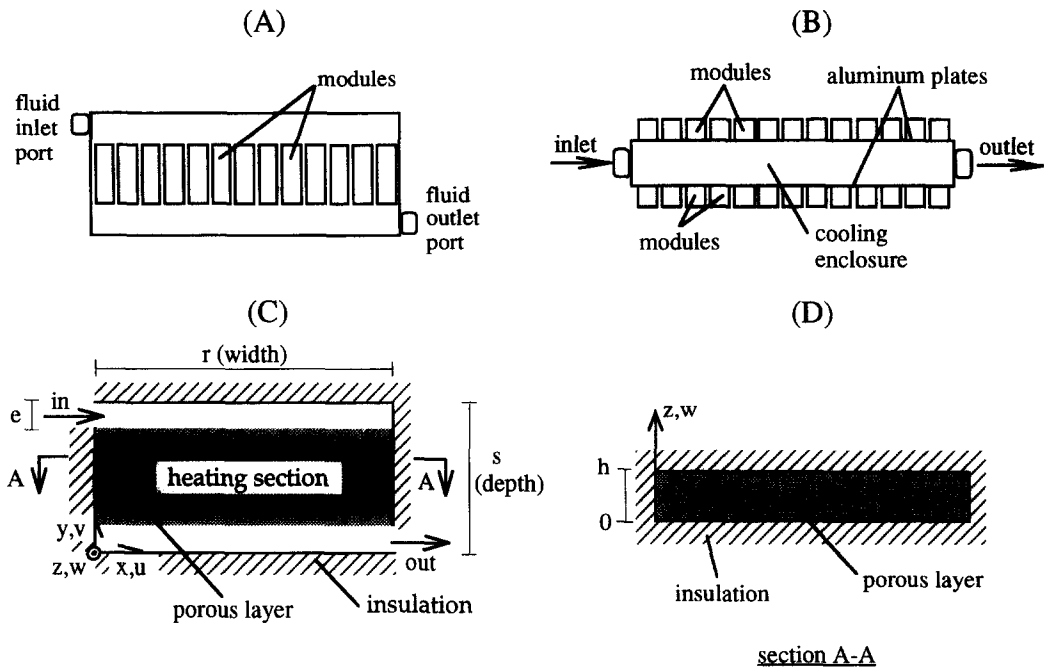 (A)
modules
fluid
inlet
port
fluid
outlet
port
(B)
modules
aluminum plates
inlet
outlet
modules
cooling
enclosure
(C)
r (width)
e
in
A
heating section
A
s
(depth)
y,v
z,w
x,u
out
porous layer
insulation
(D)
z,w
h
0
insulation
porous layer
section A-A